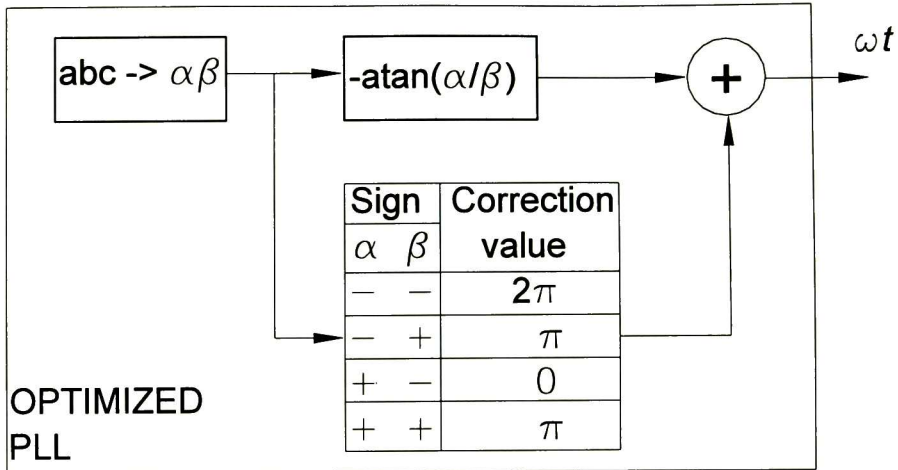 abc -> αβ
-atan(α/β)
+
ωt
Sign Correction
α β value
− − 2π
− + π
+ − 0
+ + π
OPTIMIZED
PLL